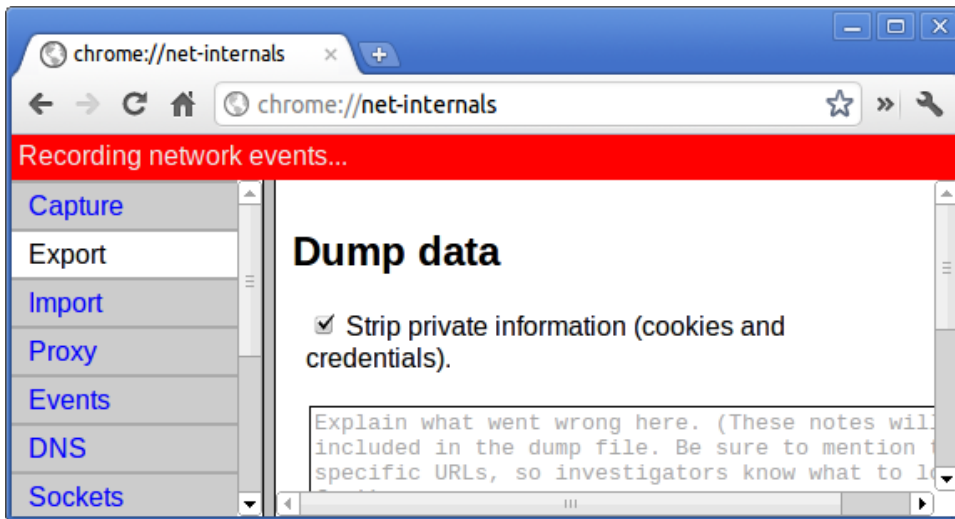 chrome://net-internals
chrome://net-internals
Recording network events...
Capture
Export
Import
Proxy
Events
DNS
Sockets
Dump data
Strip private information (cookies and
credentials).
Explain what went wrong here. (These notes will
included in the dump file. Be sure to mention
specific URLs, so investigators know what to